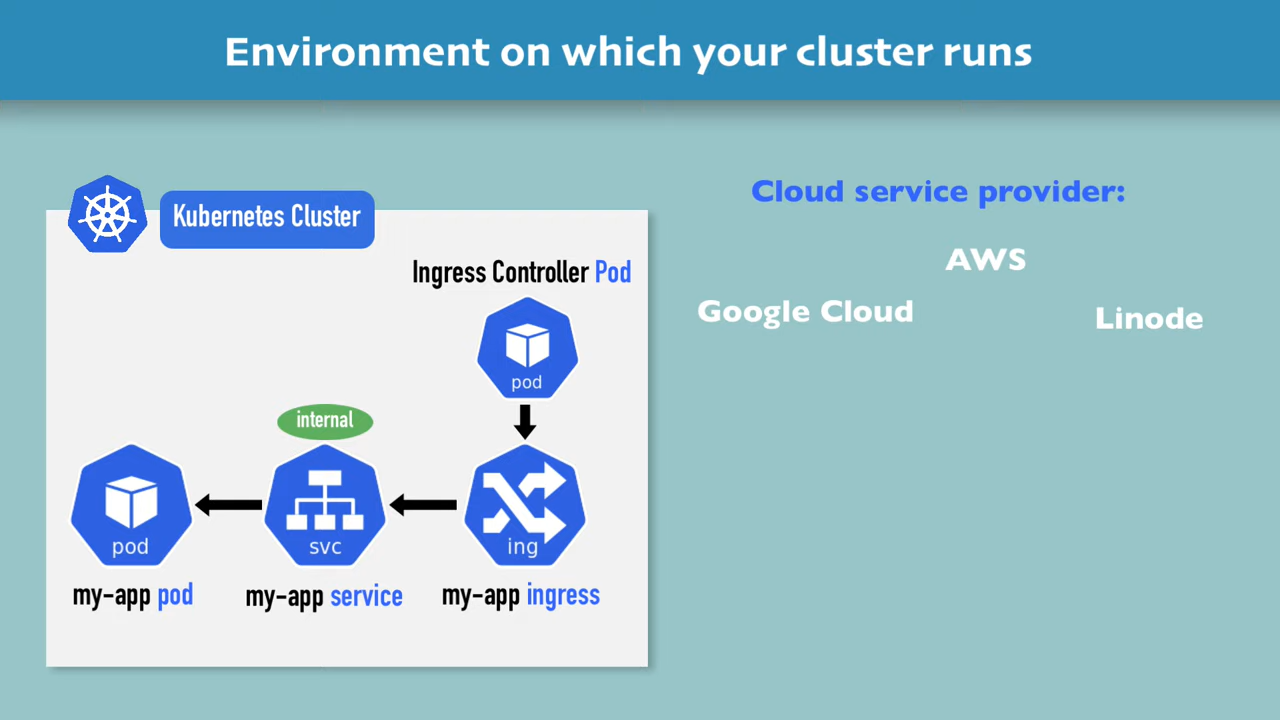 Environment on which your cluster runs
Kubernetes Cluster
Ingress Controller Pod
pod
internal
pod
svc
ing
my-app pod
my-app service
my-app ingress
Cloud service provider:
AWS
Google Cloud
Linode